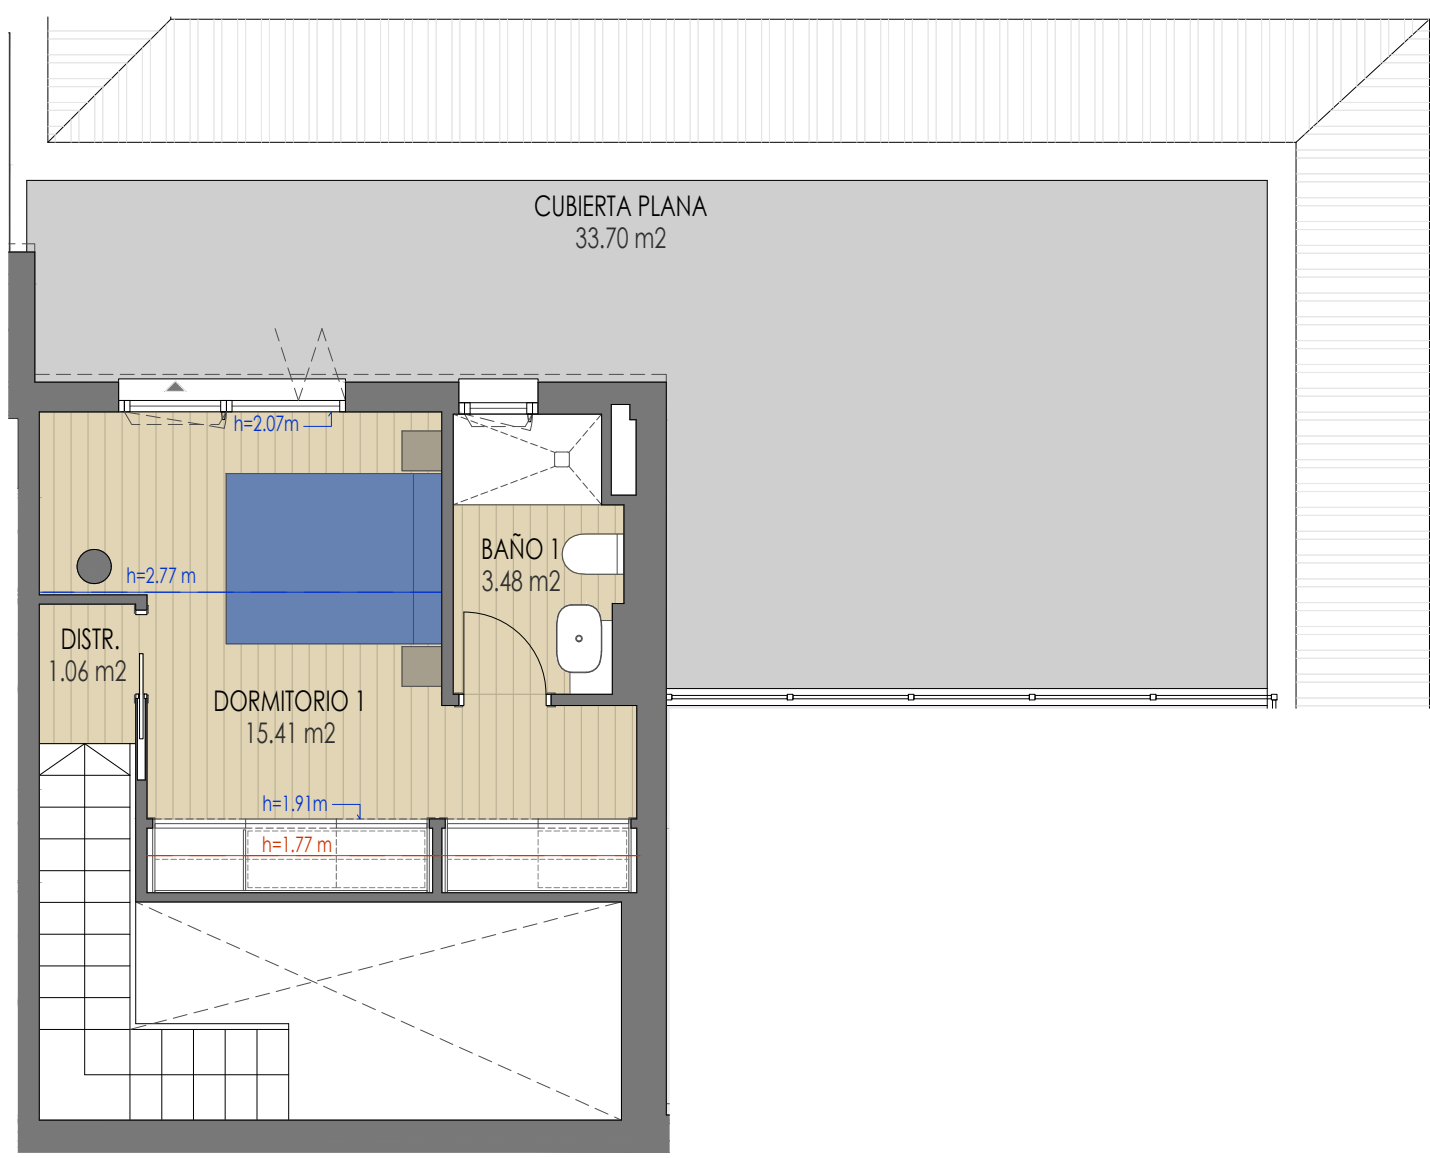 CUBIERTA PLANA
33.70 m2
h=2.07m
BAÑO 1
3.48 m2
h=2.77 m
DISTR.
1.06 m2
DORMITORIO 1
15.41 m2
h=1.91m
h=1.77 m